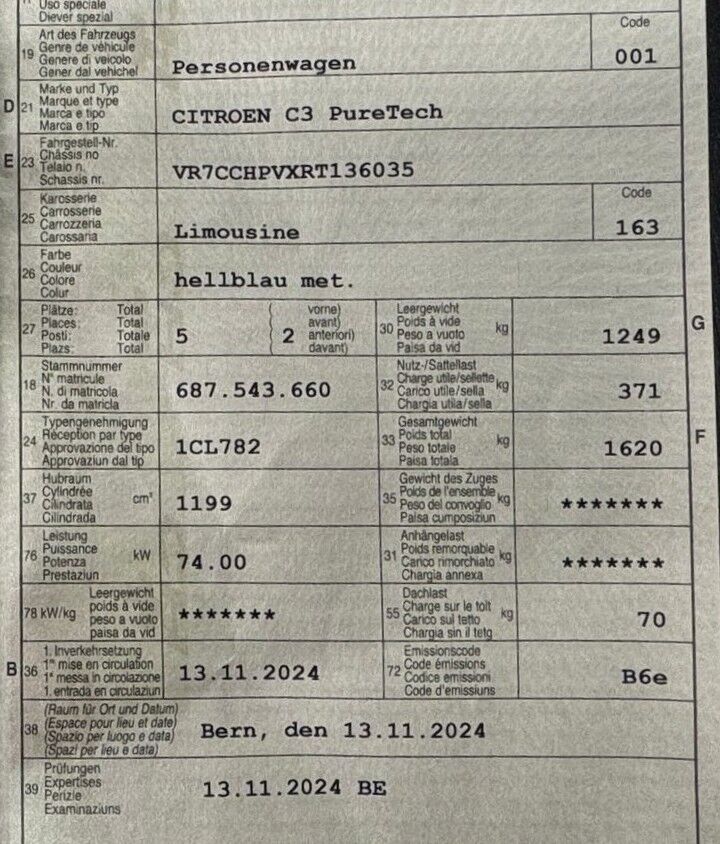 Uso speciale
Diever spezial
19
Art des Fahrzeugs
Genre de véhicule
Genere di veicolo
Gener dal vehichel
Personenwagen
Code
001
D
21
Marke und Typ
Marque et type
Marca e tipo
Marca e tip
CITROEN C3 PureTech
E
23
Fahrgestell-Nr.
Châssis no
Telaio n.
Schassis nr.
VR7CCHPVXRT136035
25
Karosserie
Carrosserie
Carrozzeria
Carossaria
Limousine
Code
163
26
Farbe
Couleur
Colore
Colur
hellblau met.
27
Plätze: Total
Places: Total
Posti: Totale
Plazs: Total
5
2
vorne)
avant)
anteriori)
davant)
30
Leergewicht
Poids à vide
Peso a vuoto
Paisa da vid
kg
1249
G
18
Stammnummer
N° matricule
N. di matricola
Nr. da matricla
687.543.660
32
Nutz-/Sattellast
Charge utile/sellette
Carico utile/sella
Chargia utila/sella
kg
371
24
Typengenehmigung
Réception par type
Approvazione del tipo
Approvaziun dal tip
1CL782
33
Gesamtgewicht
Poids total
Peso totale
Paisa totala
kg
1620
F
37
Hubraum
Cylindrée
Cilindrata
Cilindrada
cm³
1199
35
Gewicht des Zuges
Poids de l'ensemble
Peso del convoglio
Paisa cumposiziun
kg
*******
76
Leistung
Puissance
Potenza
Prestaziun
kW
74.00
31
Anhängelast
Poids remorquable
Carico rimorchiato
Chargia annexa
kg
*******
78 kW/kg
Leergewicht
poids à vide
peso a vuoto
paisa da vid
*******
55
Dachlast
Charge sur le toit
Carico sul tetto
Chargia sin il tetg
kg
70
B
36
1. Inverkehrsetzung
1re mise en circulation
1a messa in circolazione
1. entrada en circulaziun
13.11.2024
72
Emissionscode
Code émissions
Codice emissioni
Code d'emissiuns
B6e
38
(Raum für Ort und Datum)
(Espace pour lieu et date)
(Spazio per luogo e data)
(Spazi per lieu e data)
Bern, den 13.11.2024
39
Prüfungen
Expertises
Perizie
Examinaziuns
13.11.2024 BE